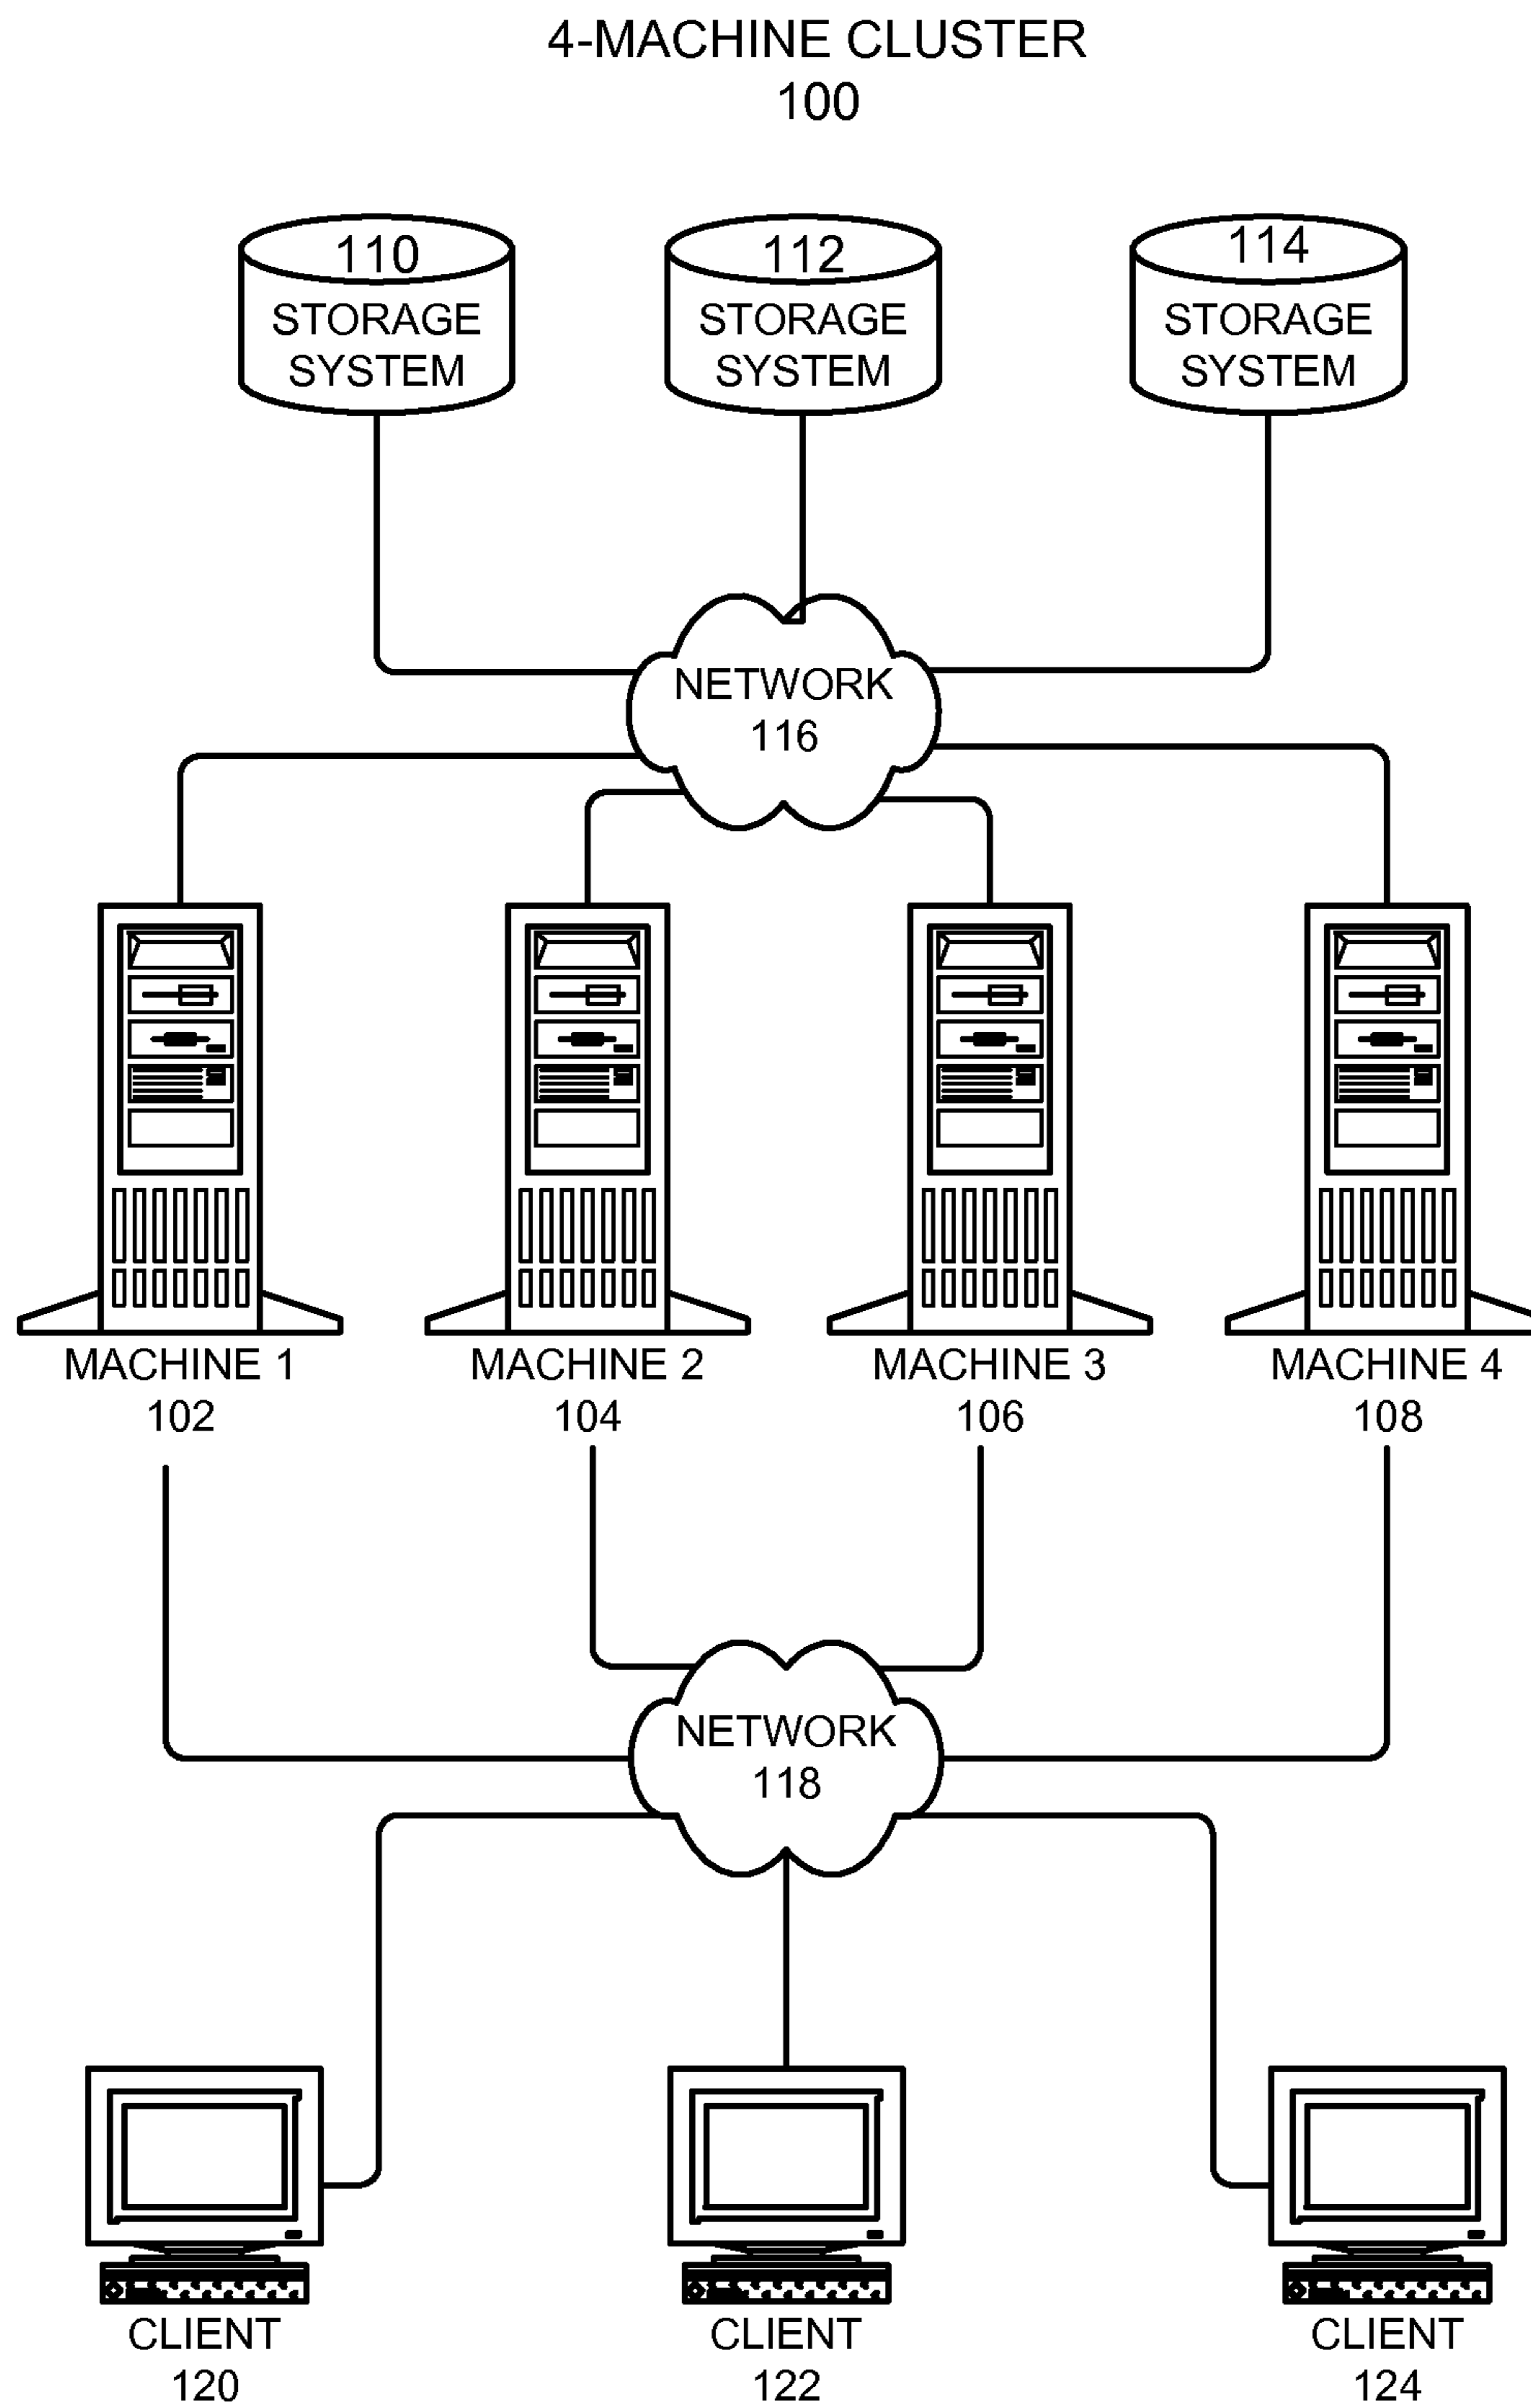 4-MACHINE CLUSTER
100
110
STORAGE
SYSTEM
112
STORAGE
SYSTEM
114
STORAGE
SYSTEM
NETWORK
116
MACHINE 1
102
MACHINE 2
104
MACHINE 3
106
MACHINE 4
108
NETWORK
118
CLIENT
120
CLIENT
122
CLIENT
124